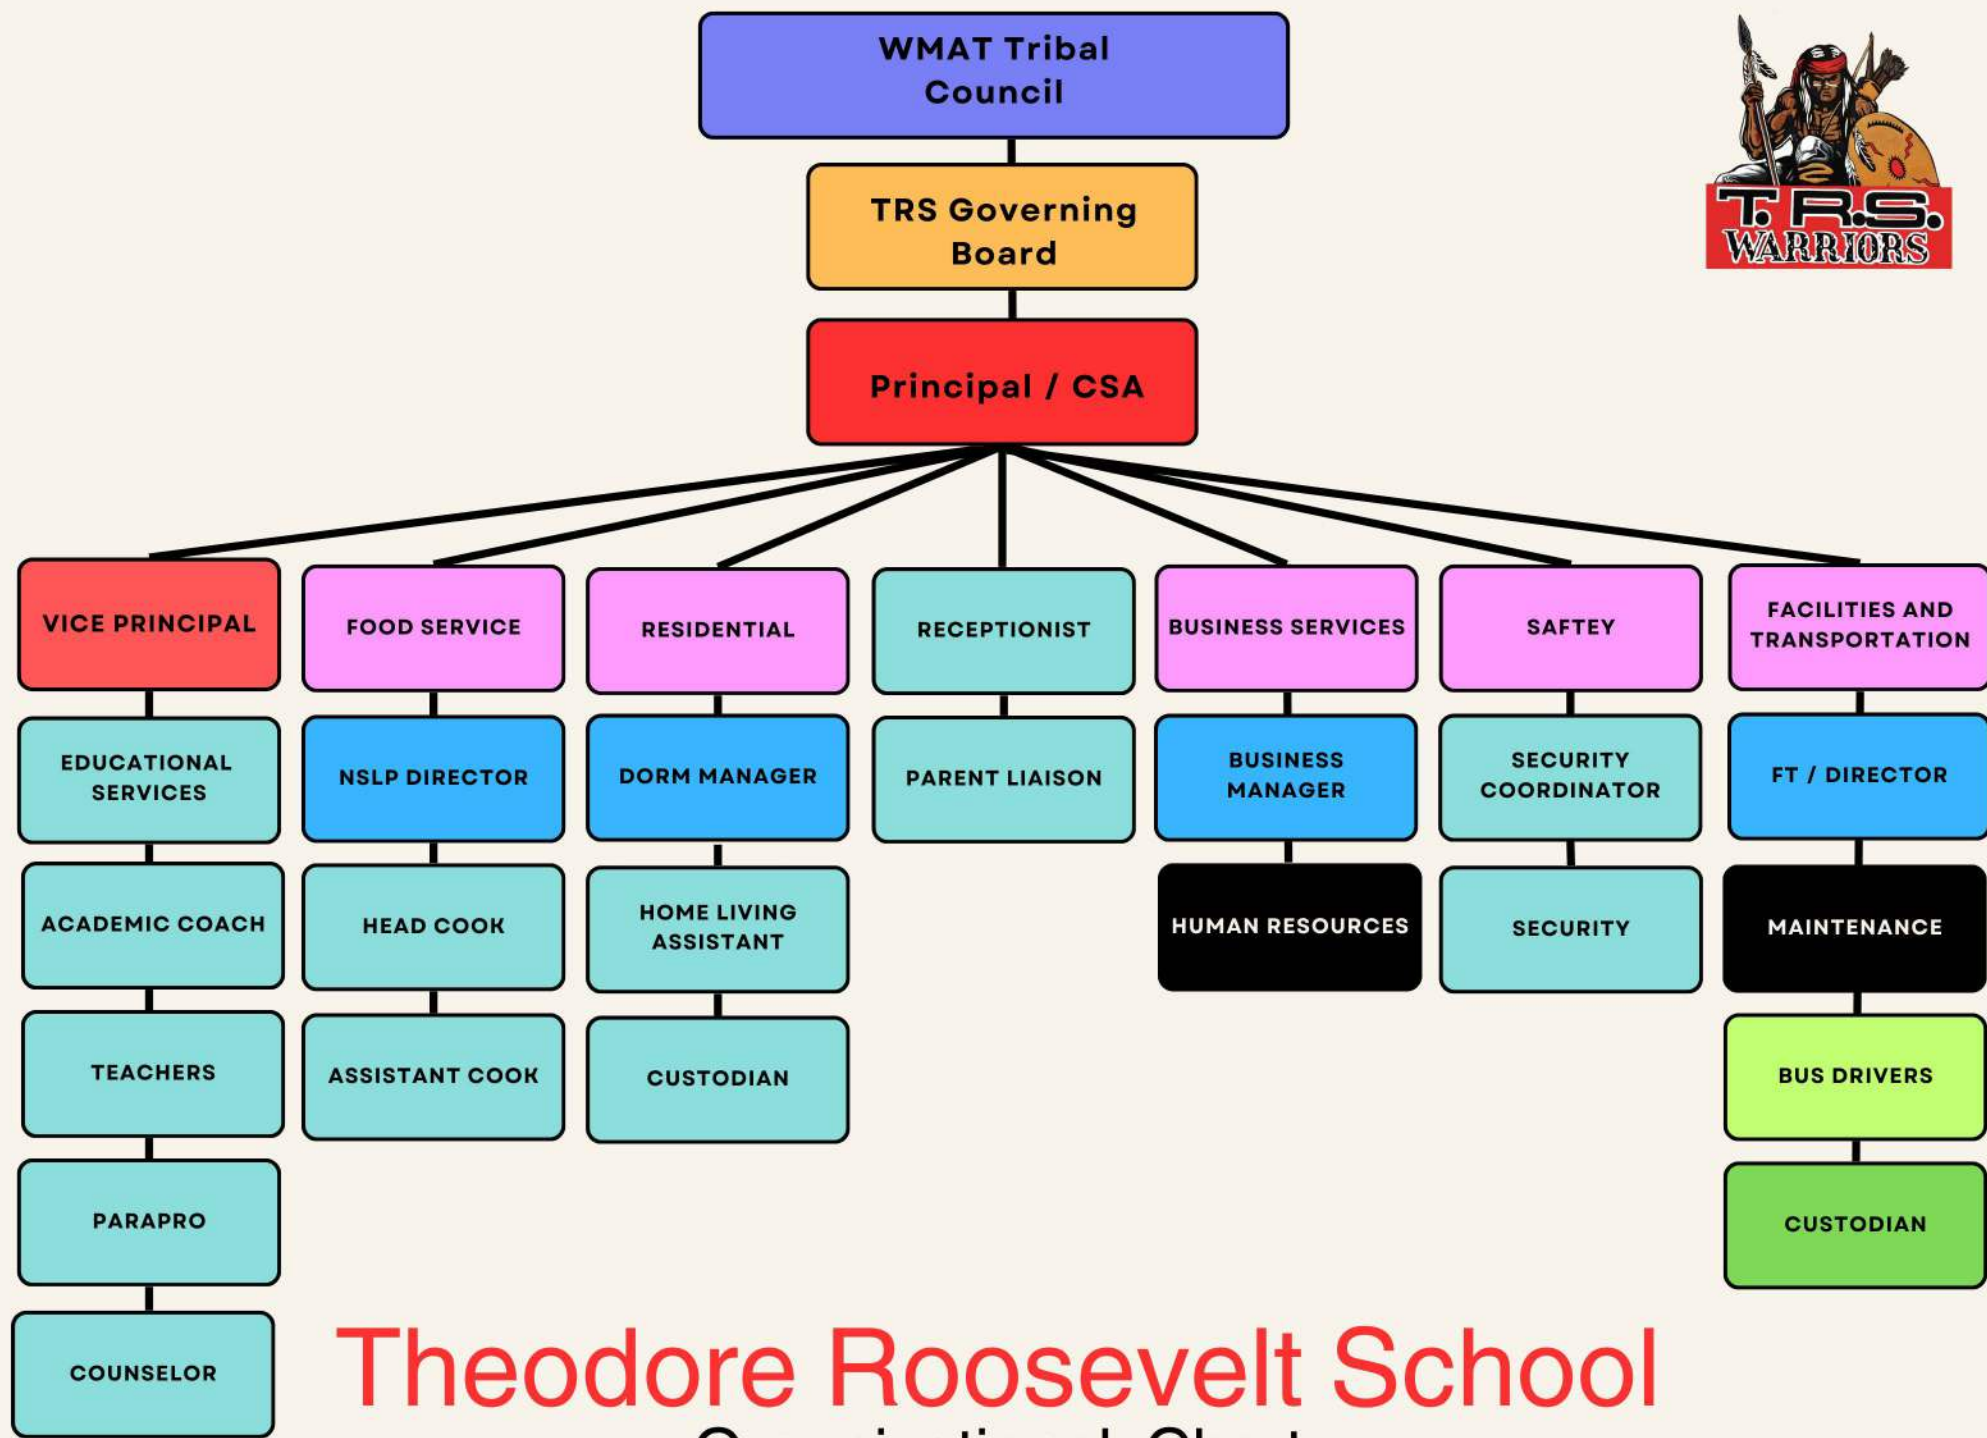 WMAT Tribal
Council
T. R.S.
WARRIORS
TRS Governing
Board
Principal / CSA
VICE PRINCIPAL
FOOD SERVICE
RESIDENTIAL
RECEPTIONIST
BUSINESS SERVICES
SAFTEY
FACILITIES AND
TRANSPORTATION
EDUCATIONAL
SERVICES
NSLP DIRECTOR
DORM MANAGER
PARENT LIAISON
BUSINESS
MANAGER
SECURITY
COORDINATOR
FT / DIRECTOR
ACADEMIC COACH
HEAD COOK
HOME LIVING
ASSISTANT
HUMAN RESOURCES
SECURITY
MAINTENANCE
TEACHERS
ASSISTANT COOK
CUSTODIAN
BUS DRIVERS
PARAPRO
CUSTODIAN
COUNSELOR
Theodore Roosevelt School
Organizational Chart